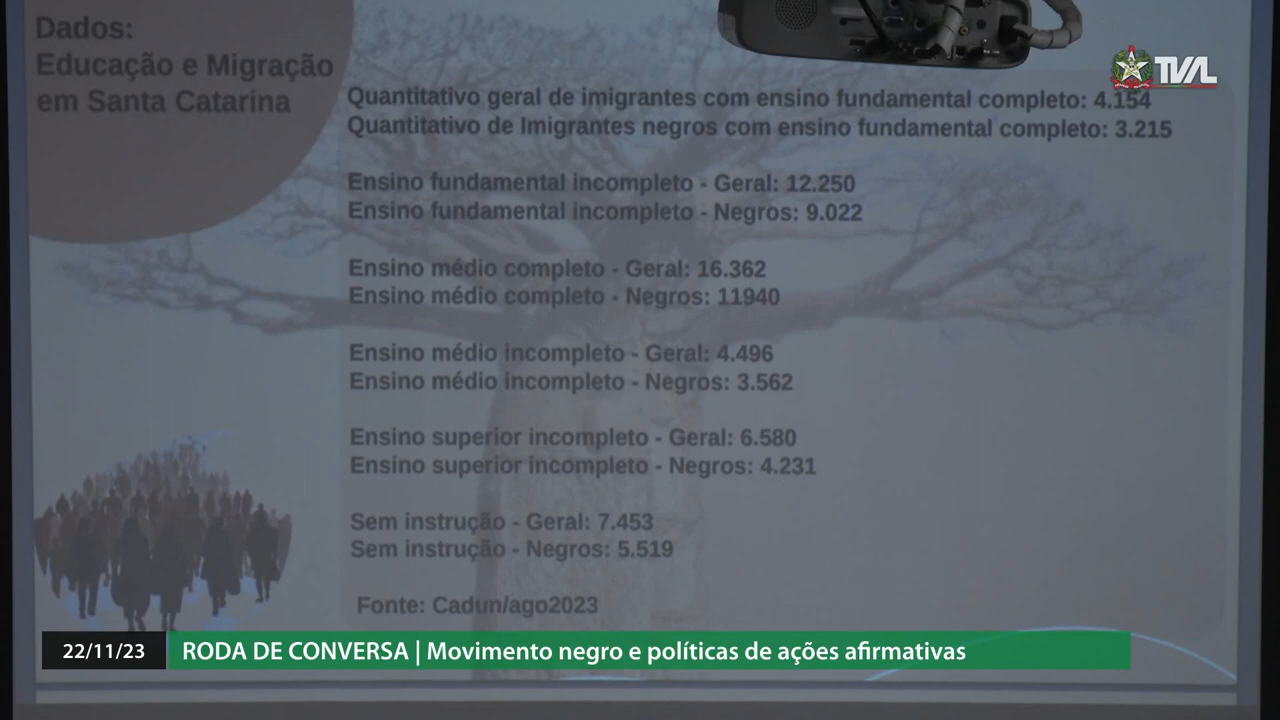 Dados:
Educação e Migração
em Santa Catarina
TVAL
Quantitativo geral de imigrantes com ensino fundamental completo: 4.154
Quantitativo de Imigrantes negros com ensino fundamental completo: 3.215
Ensino fundamental incompleto - Geral: 12.250
Ensino fundamental incompleto - Negros: 9.022
Ensino médio completo - Geral: 16.362
Ensino médio completo - Negros: 11940
Ensino médio incompleto - Geral: 4.496
Ensino médio incompleto - Negros: 3.562
Ensino superior incompleto - Geral: 6.580
Ensino superior incompleto - Negros: 4.231
Sem instrução - Geral: 7.453
Sem instrução - Negros: 5.519
Fonte: Cadun/ago2023
22/11/23 RODA DE CONVERSA | Movimento negro e políticas de ações afirmativas